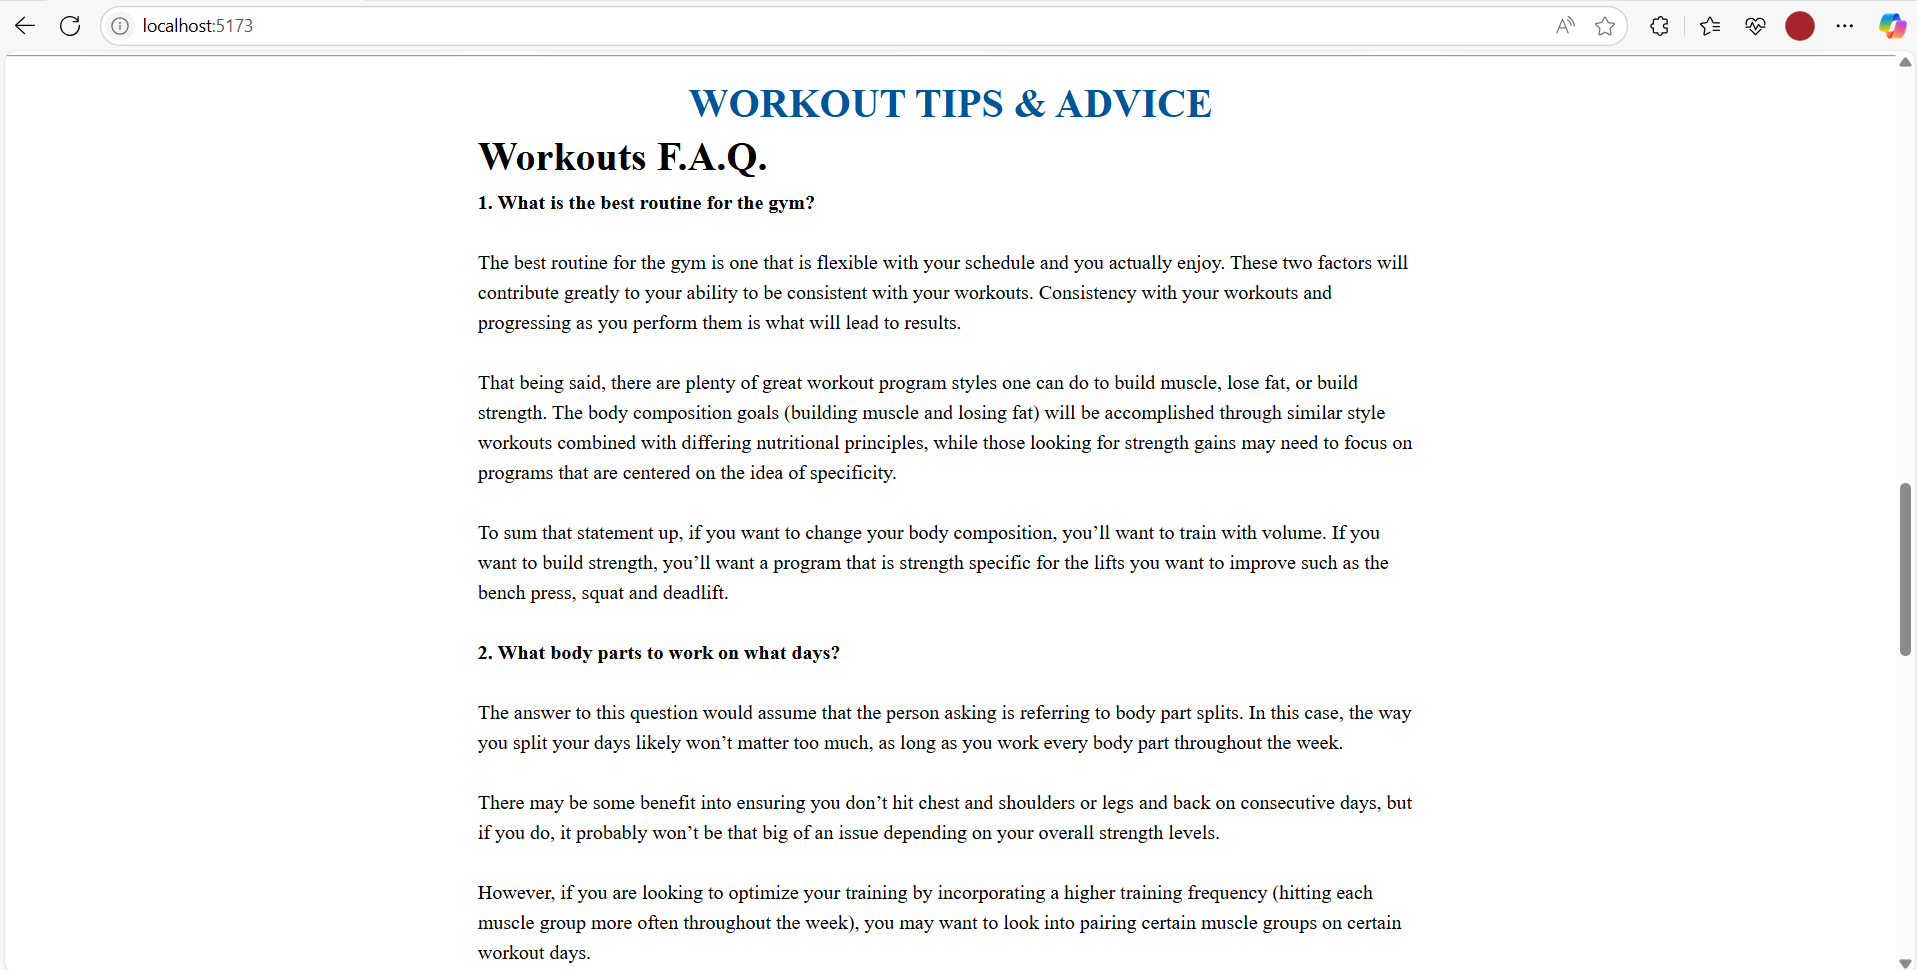 localhost:5173
WORKOUT TIPS & ADVICE
Workouts F.A.Q.
1. What is the best routine for the gym?
The best routine for the gym is one that is flexible with your schedule and you actually enjoy. These two factors will
contribute greatly to your ability to be consistent with your workouts. Consistency with your workouts and
progressing as you perform them is what will lead to results.
That being said, there are plenty of great workout program styles one can do to build muscle, lose fat, or build
strength. The body composition goals (building muscle and losing fat) will be accomplished through similar style
workouts combined with differing nutritional principles, while those looking for strength gains may need to focus on
programs that are centered on the idea of specificity.
To sum that statement up, if you want to change your body composition, you’ll want to train with volume. If you
want to build strength, you’ll want a program that is strength specific for the lifts you want to improve such as the
bench press, squat and deadlift.
2. What body parts to work on what days?
The answer to this question would assume that the person asking is referring to body part splits. In this case, the way
you split your days likely won’t matter too much, as long as you work every body part throughout the week.
There may be some benefit into ensuring you don’t hit chest and shoulders or legs and back on consecutive days, but
if you do, it probably won’t be that big of an issue depending on your overall strength levels.
However, if you are looking to optimize your training by incorporating a higher training frequency (hitting each
muscle group more often throughout the week), you may want to look into pairing certain muscle groups on certain
workout days.